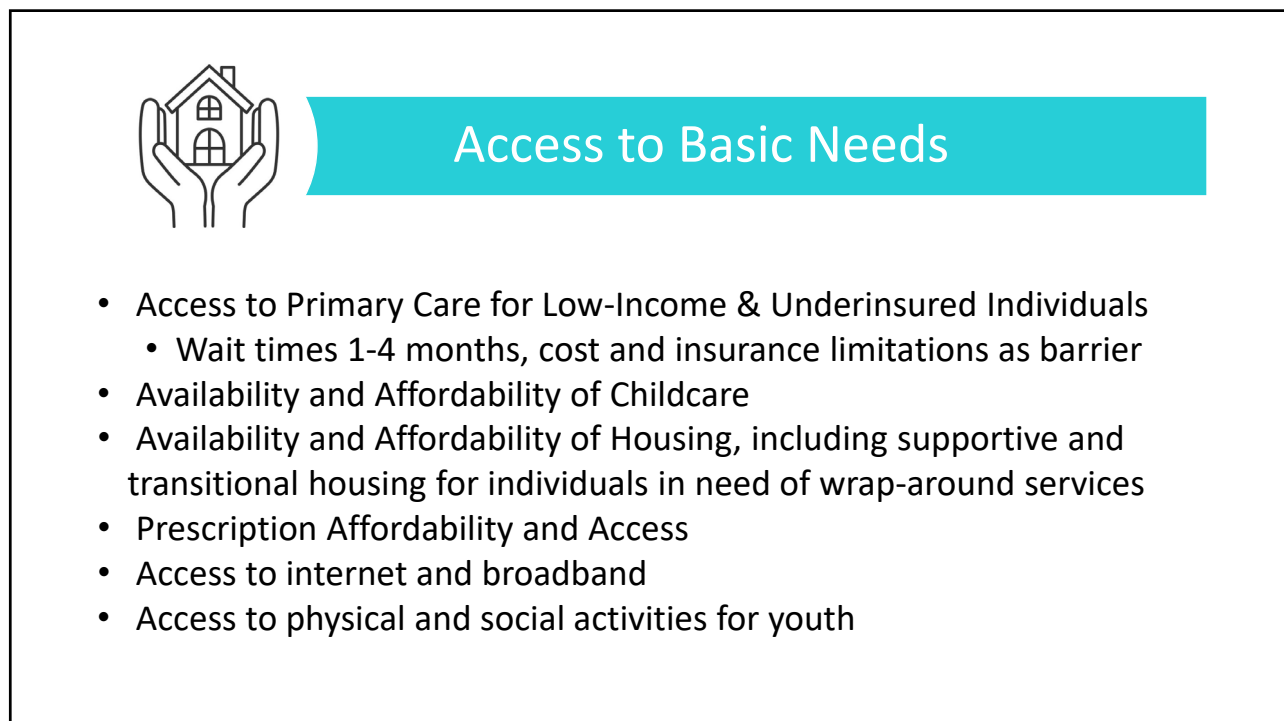 Access to Basic Needs
• Access to Primary Care for Low-Income & Underinsured Individuals
• Wait times 1-4 months, cost and insurance limitations as barrier
• Availability and Affordability of Childcare
• Availability and Affordability of Housing, including supportive and
transitional housing for individuals in need of wrap-around services
• Prescription Affordability and Access
• Access to internet and broadband
• Access to physical and social activities for youth